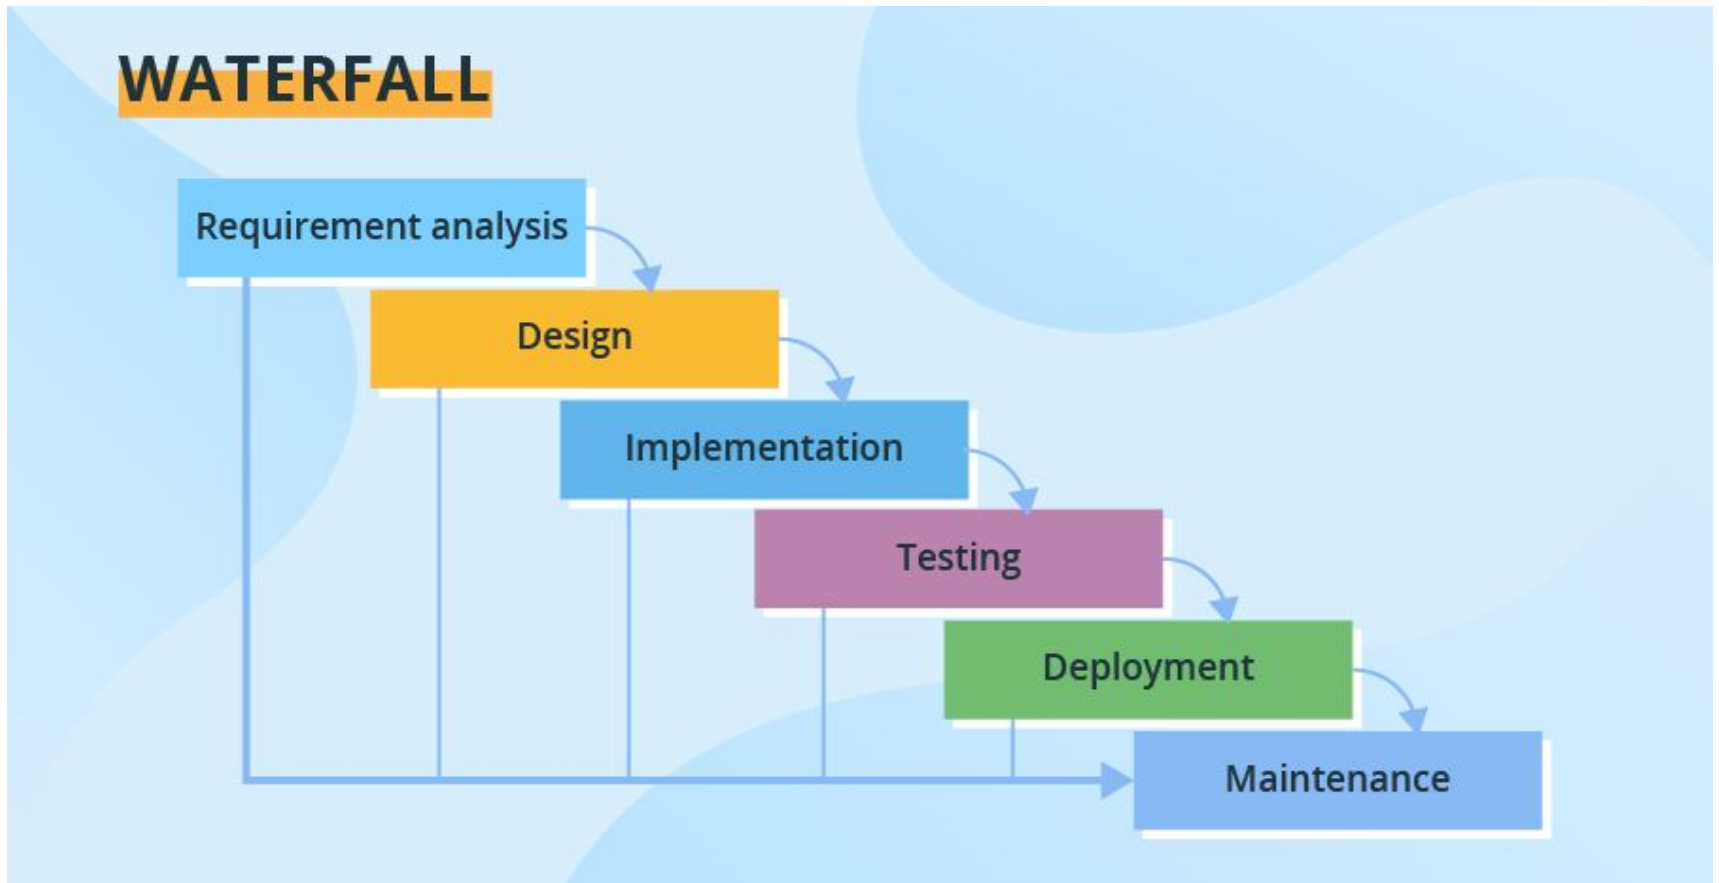 WATERFALL
Requirement analysis
Design
Implementation
Testing
Deployment
Maintenance